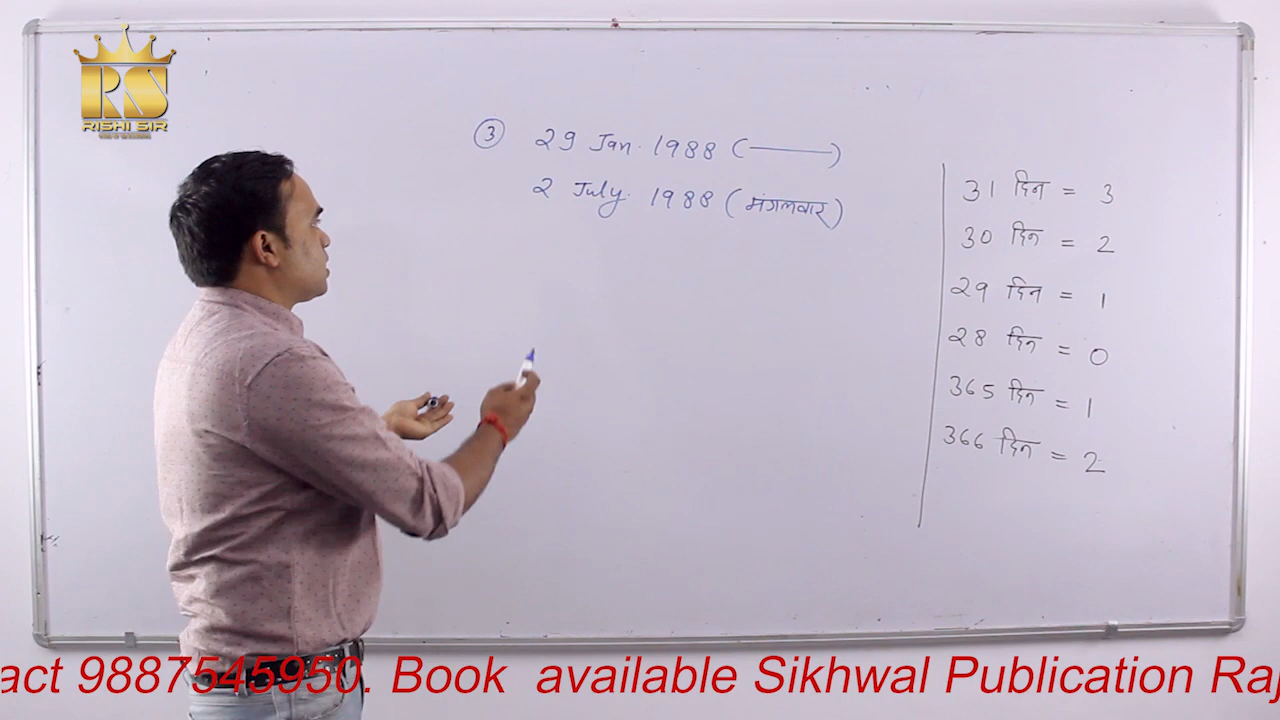 RS
RISHI SIR
③ 29 Jan. 1988 (———)
2 July. 1988 (मंगलवार)
31 दिन = 3
30 दिन = 2
29 दिन = 1
28 दिन = 0
365 दिन = 1
366 दिन = 2
act 9887545950. Book available Sikhwal Publication Raj